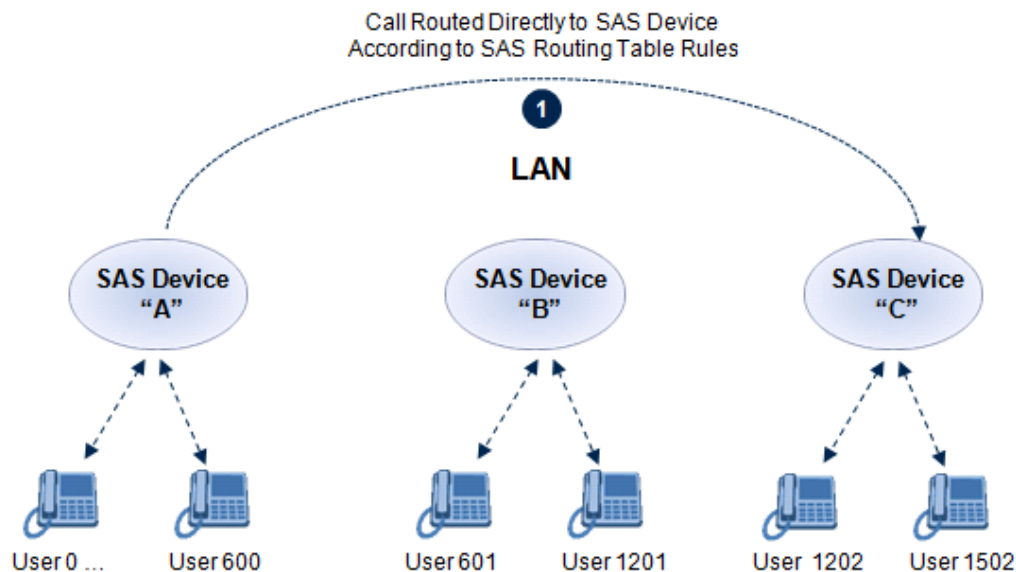 Call Routed Directly to SAS Device
According to SAS Routing Table Rules
1
LAN
SAS Device
“A”
SAS Device
“B”
SAS Device
“C”
User 0 ...
User 600
User 601
User 1201
User 1202
User 1502